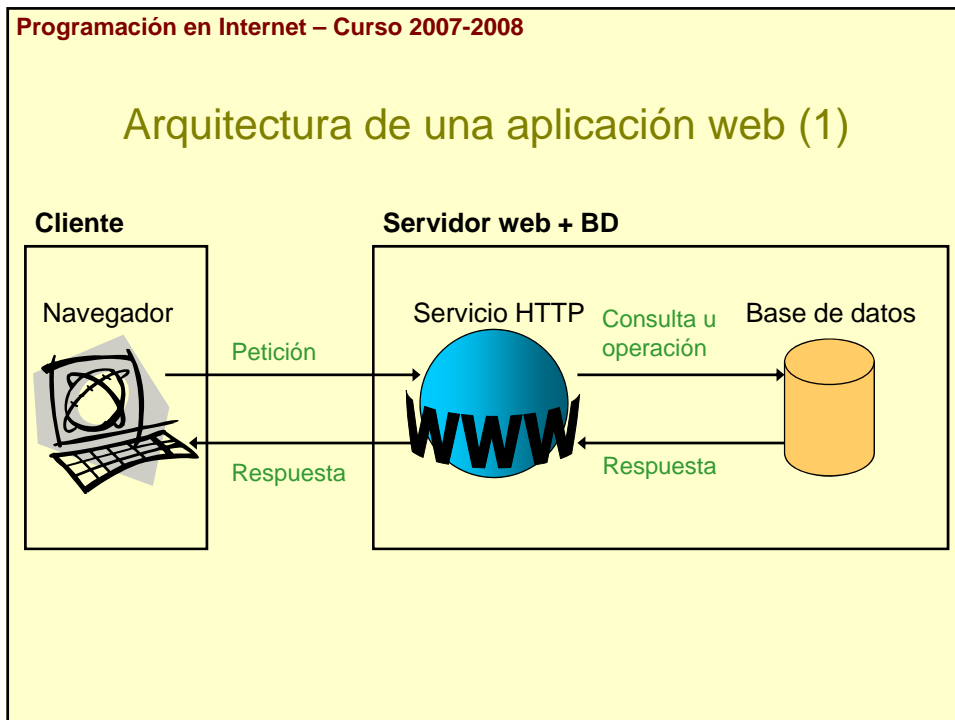 Programación en Internet – Curso 2007-2008
Arquitectura de una aplicación web (1)
Cliente
Servidor web + BD
Navegador
Servicio HTTP
Consulta u
operación
Base de datos
Petición
WWW
Respuesta
Respuesta